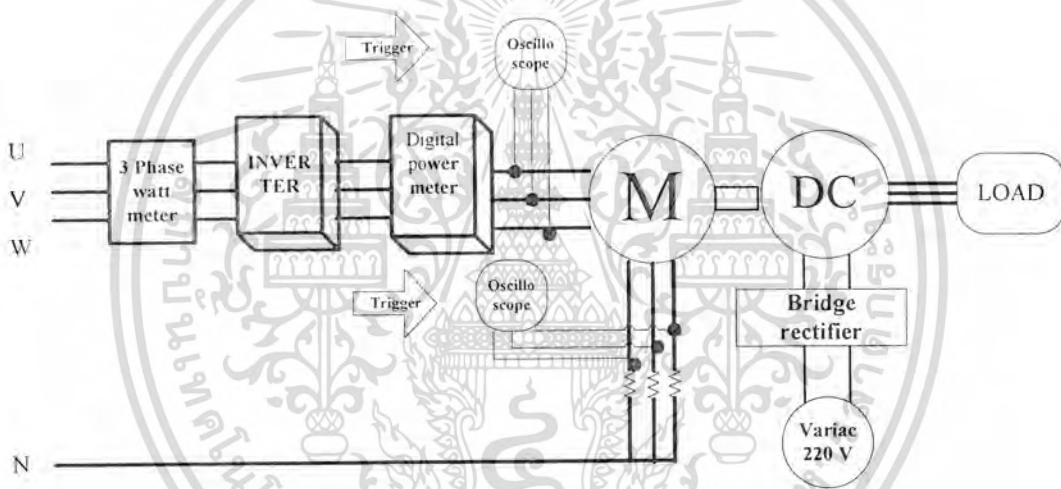 Trigger
Oscillo
scope
U
V
W
3 Phase
watt
meter
INVER
TER
Digital
power
meter
M
DC
LOAD
Trigger
Oscillo
scope
Bridge
rectifier
Variac
220 V
N